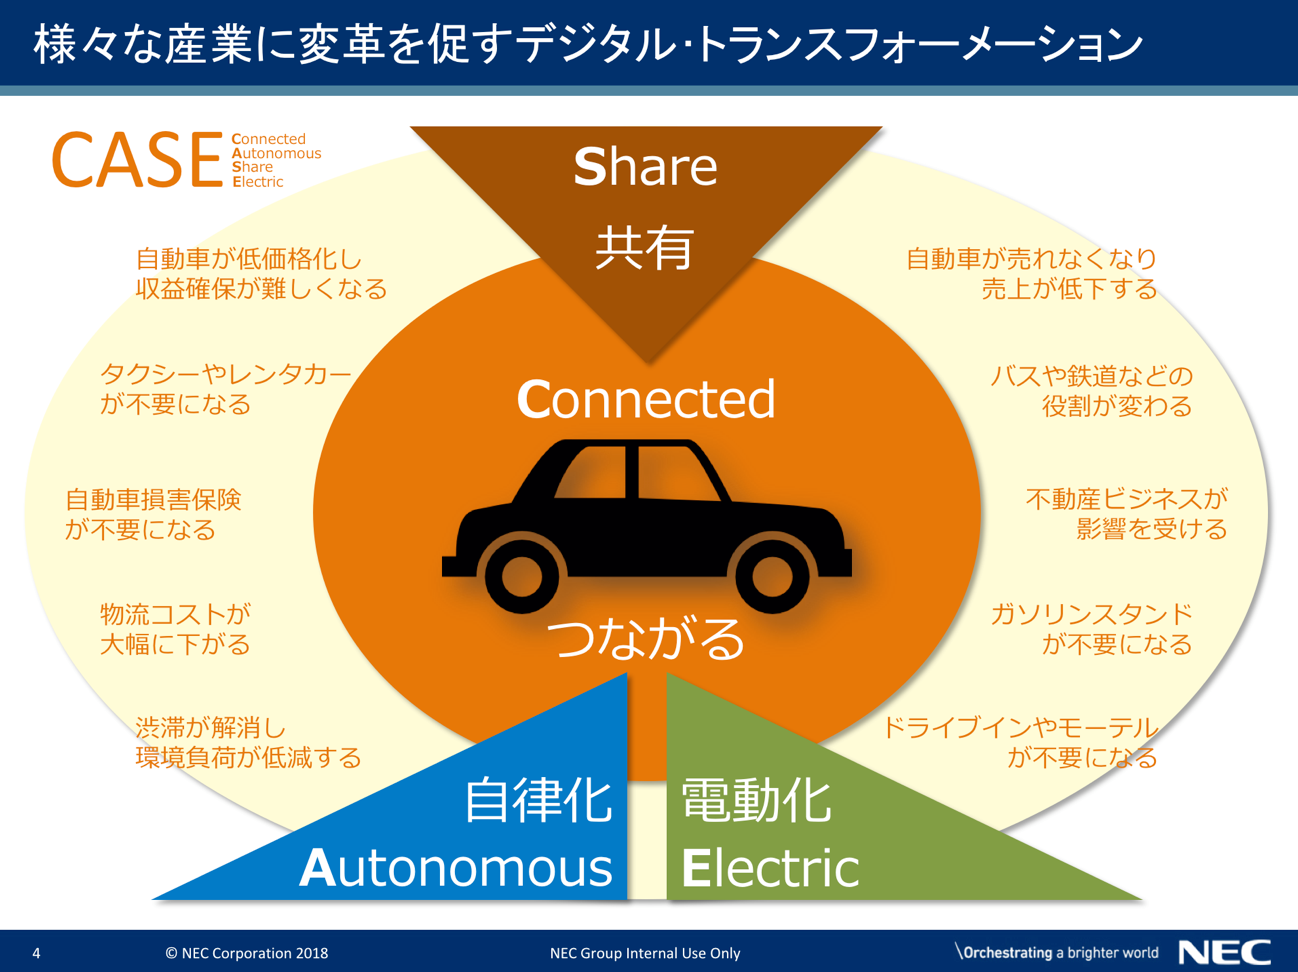 様々な産業に変革を促すデジタル・トランスフォーメーション
CASE
Connected
Autonomous
Share
Electric
Share
共有
自動車が低価格化し
収益確保が難しくなる
タクシーやレンタカー
が不要になる
自動車損害保険
が不要になる
物流コストが
大幅に下がる
渋滞が解消し
環境負荷が低減する
自動車が売れなくなり
売上が低下する
バスや鉄道などの
役割が変わる
不動産ビジネスが
影響を受ける
ガソリンスタンド
が不要になる
ドライブインやモーテル
が不要になる
Connected
つながる
自律化
Autonomous
電動化
Electric
4
© NEC Corporation 2018
NEC Group Internal Use Only
\Orchestrating a brighter world
NEC